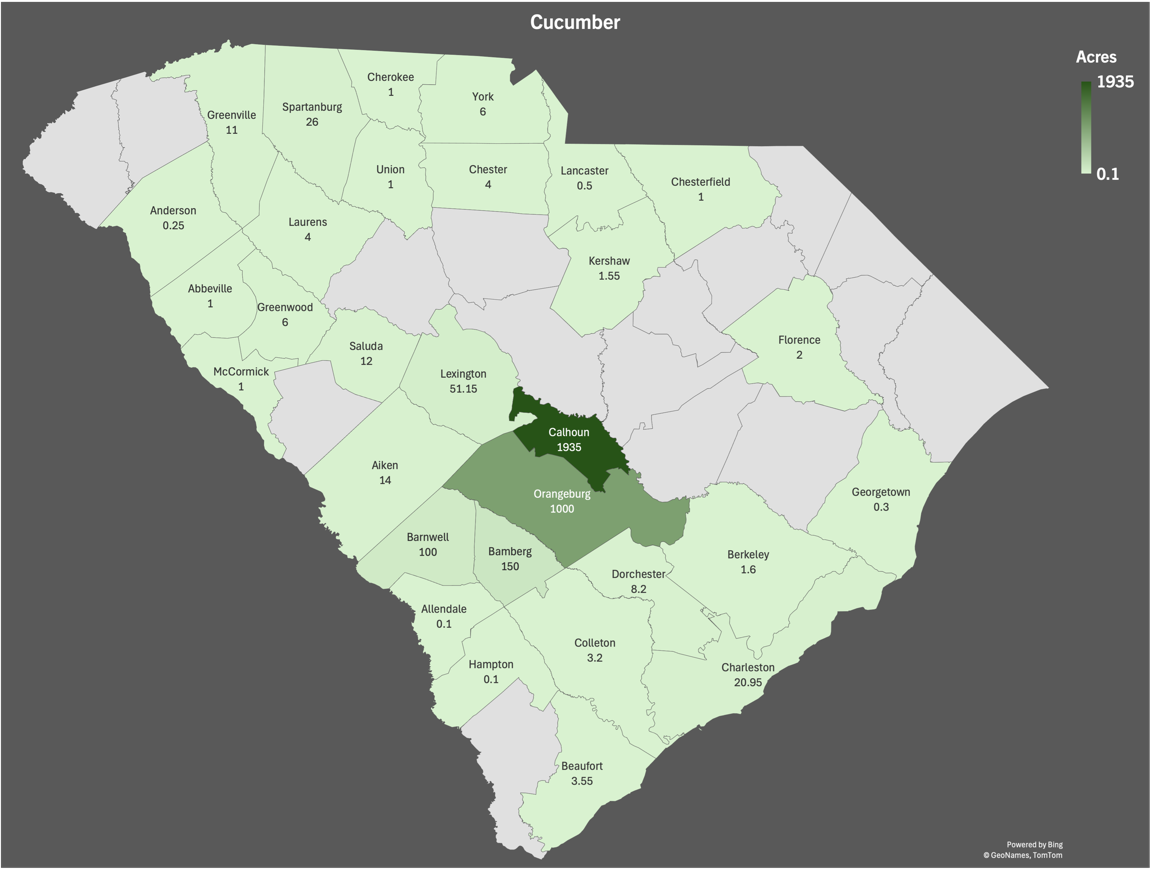 Cucumber
Acres
1935
0.1
Cherokee
1
York
6
Spartanburg
26
Greenville
11
Union
1
Chester
4
Lancaster
0.5
Chesterfield
1
Anderson
0.25
Laurens
4
Kershaw
1.55
Abbeville
1
Greenwood
6
Florence
2
Saluda
12
McCormick
1
Lexington
51.15
Calhoun
1935
Aiken
14
Orangeburg
1000
Georgetown
0.3
Barnwell
100
Bamberg
150
Berkeley
1.6
Dorchester
8.2
Allendale
0.1
Colleton
3.2
Hampton
0.1
Charleston
20.95
Beaufort
3.55
Powered by Bing
© GeoNames, TomTom